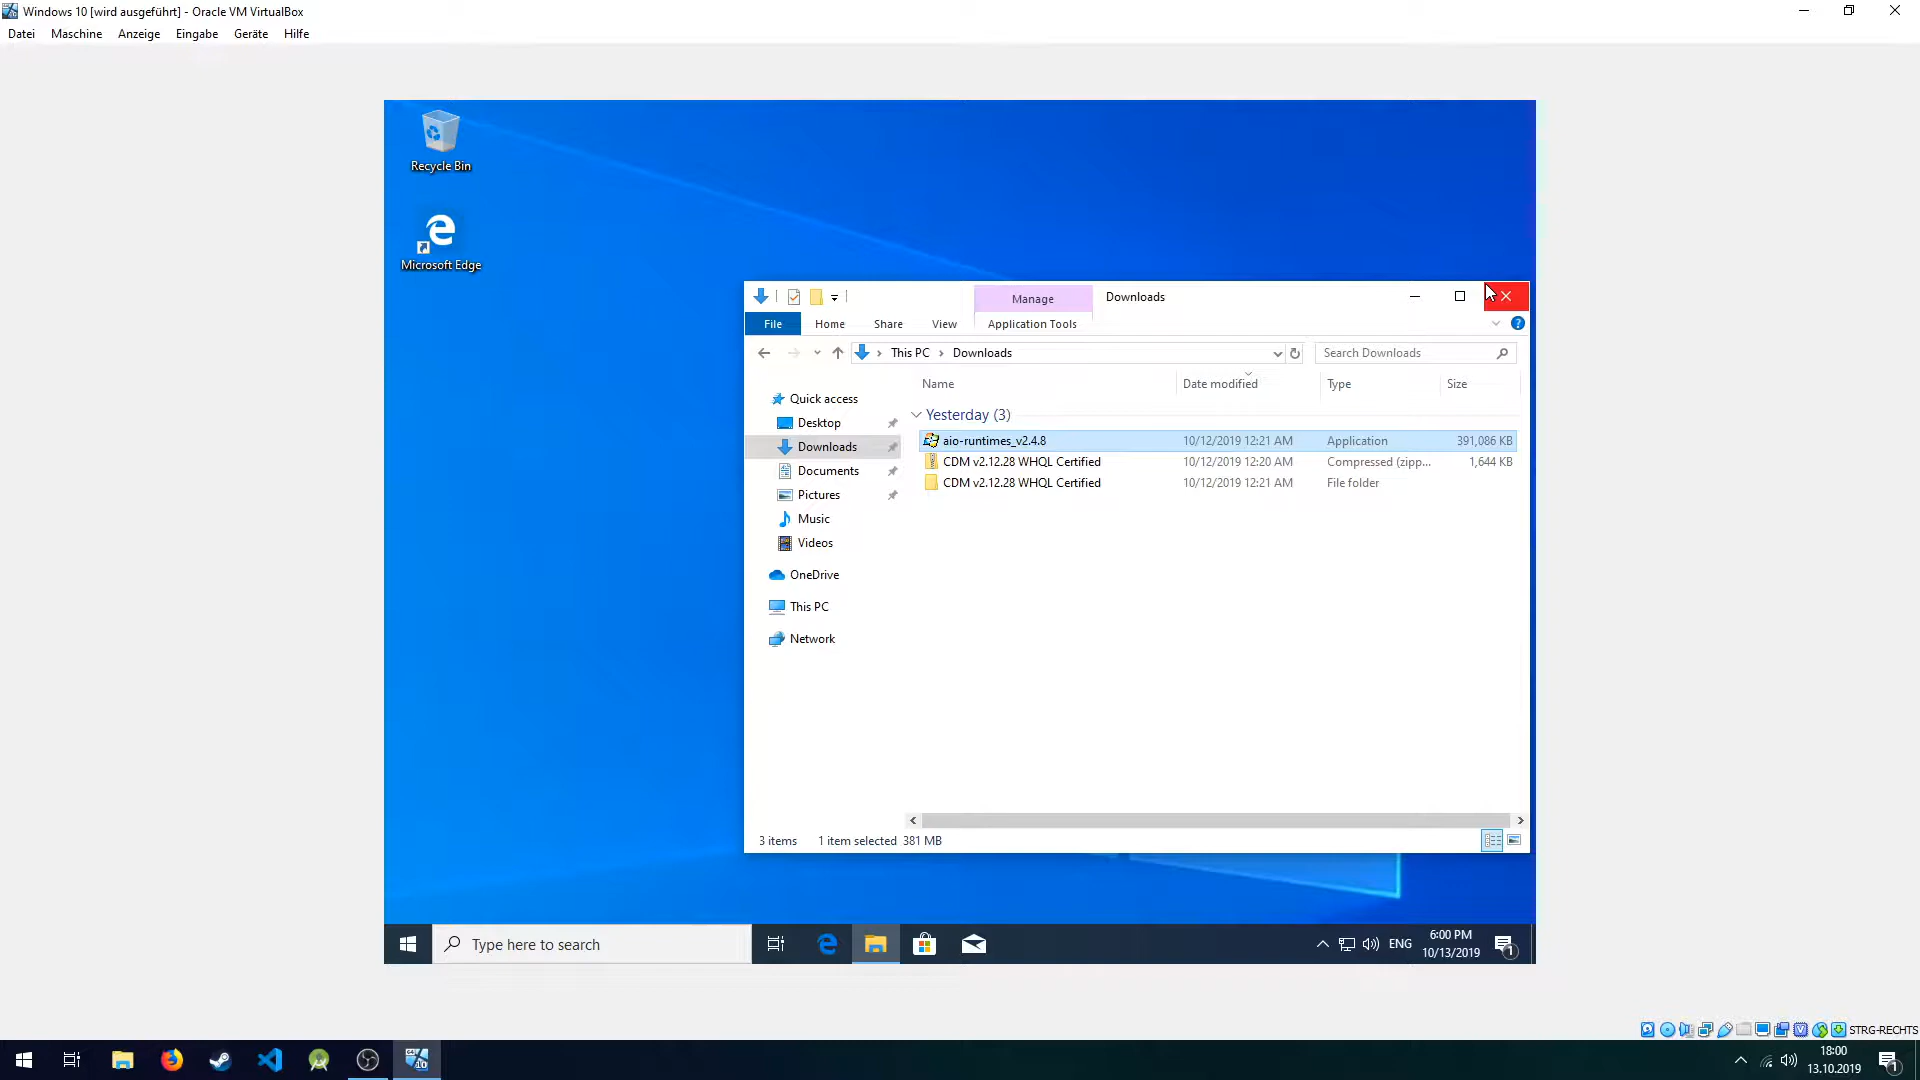 Windows 10 [wird ausgeführt] - Oracle VM VirtualBox
Datei Maschine Anzeige Eingabe Geräte Hilfe
Recycle Bin
Microsoft Edge
Manage Downloads
File Home Share View Application Tools
This PC Downloads Search Downloads
Name Date modified Type Size
Quick access
Desktop
Downloads
Documents
Pictures
Music
Videos
OneDrive
This PC
Network
Yesterday (3)
aio-runtimes_v2.4.8 10/12/2019 12:21 AM Application 391,086 KB
CDM v2.12.28 WHQL Certified 10/12/2019 12:20 AM Compressed (zipp... 1,644 KB
CDM v2.12.28 WHQL Certified 10/12/2019 12:21 AM File folder
3 items 1 item selected 381 MB
Type here to search
ENG
6:00 PM
10/13/2019
1
STRG-RECHTS
10
18:00
13.10.2019
1